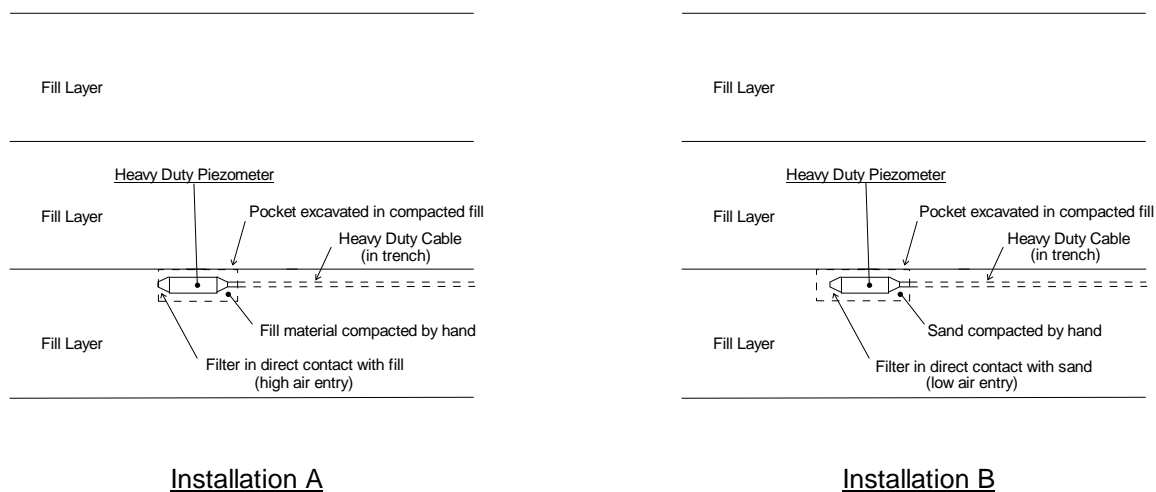 Fill Layer
Heavy Duty Piezometer
Fill Layer
Pocket excavated in compacted fill
Heavy Duty Cable
(in trench)
Fill material compacted by hand
Fill Layer
Filter in direct contact with fill
(high air entry)
Installation A
Fill Layer
Heavy Duty Piezometer
Fill Layer
Pocket excavated in compacted fill
Heavy Duty Cable
(in trench)
Sand compacted by hand
Fill Layer
Filter in direct contact with sand
(low air entry)
Installation B